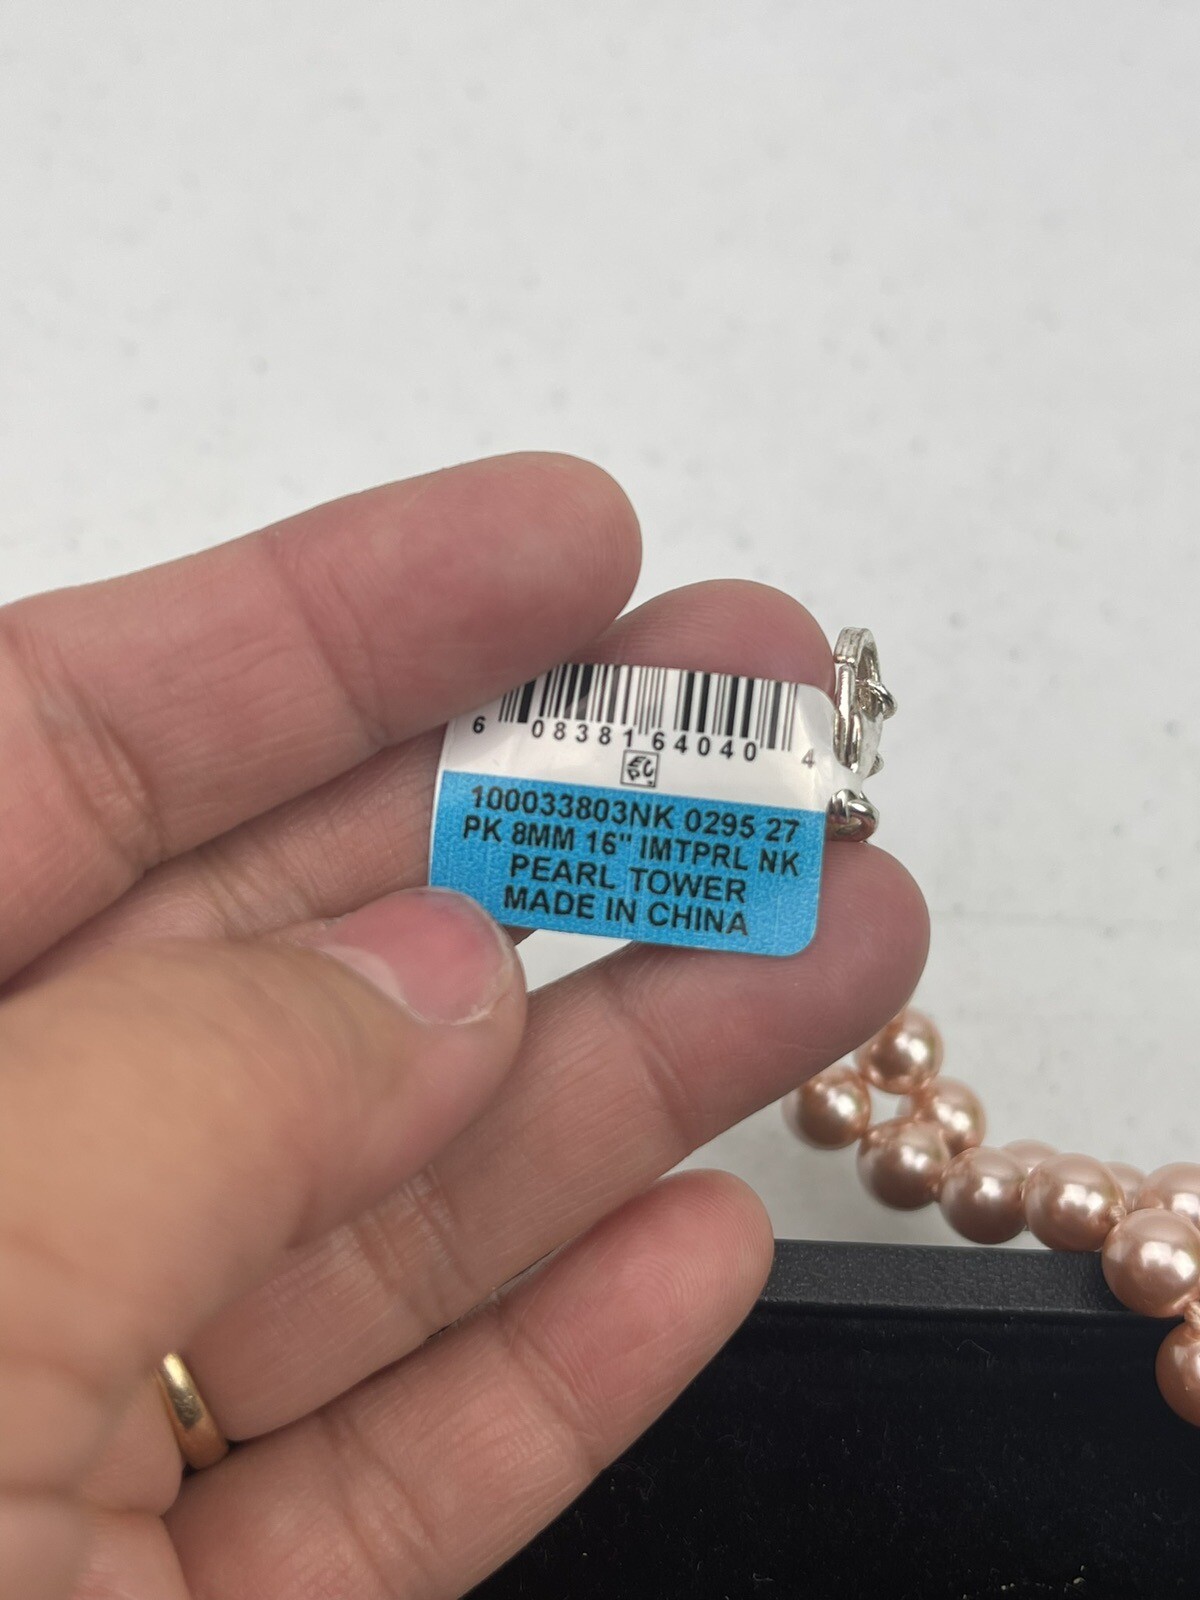 6 08381 64040 4
100033803NK 0295 27
PK 8MM 16" IMTPRL NK
PEARL TOWER
MADE IN CHINA